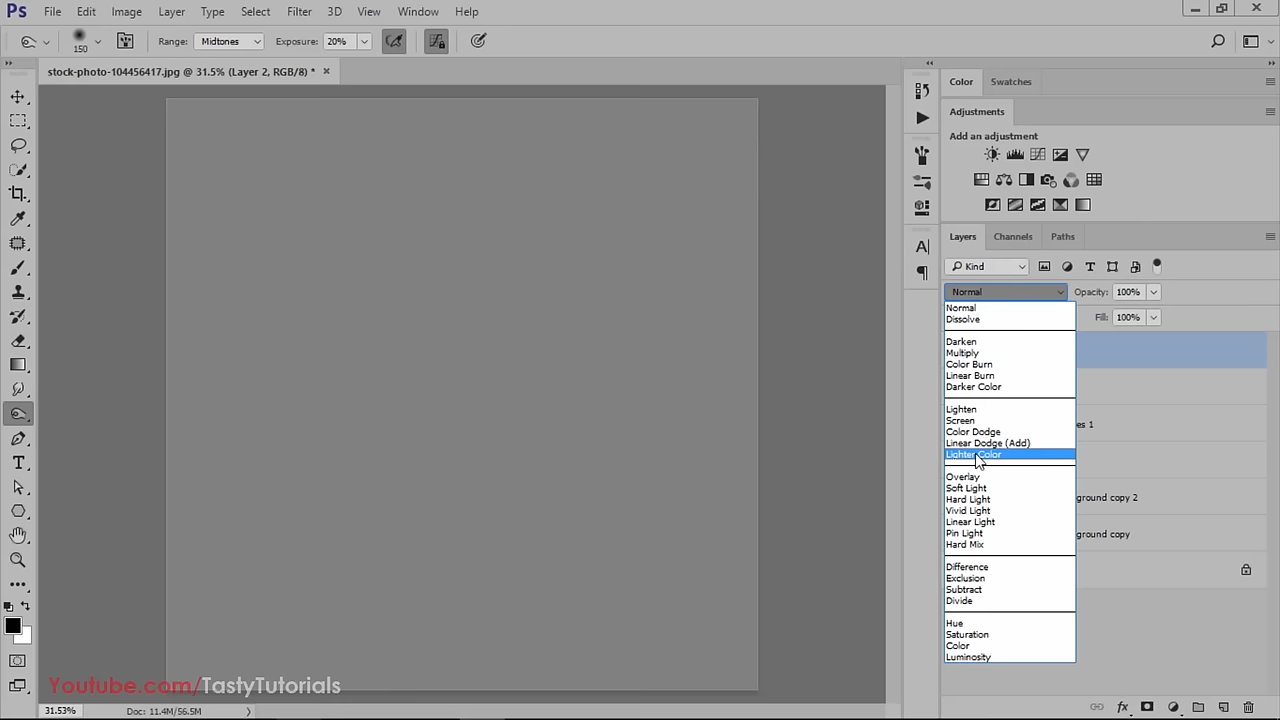 Ps File Edit Image Layer Type Select Filter 3D View Window Help
150 Range: Midtones Exposure: 20%
stock-photo-104456417.jpg @ 31.5% (Layer 2, RGB/8) *
Color Swatches
Adjustments
Add an adjustment
Layers Channels Paths
Kind
Normal Opacity: 100%
Fill: 100%
Normal
Dissolve
Darken
Multiply
Color Burn
Linear Burn
Darker Color
Lighten
Screen
Color Dodge
Linear Dodge (Add)
Lighter Color
Overlay
Soft Light
Hard Light
Vivid Light
Linear Light
Pin Light
Hard Mix
Difference
Exclusion
Subtract
Divide
Hue
Saturation
Color
Luminosity
es 1
ground copy 2
ground copy
Youtube.com/TastyTutorials
31.53% Doc: 11.4M/56.5M